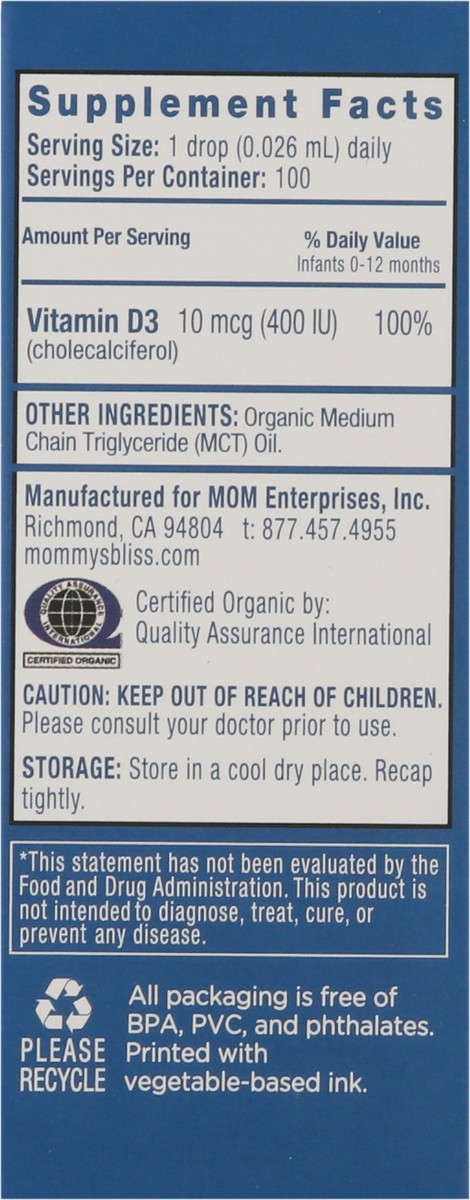 Supplement Facts
Serving Size: 1 drop (0.026 mL) daily
Servings Per Container: 100
Amount Per Serving % Daily Value
Infants 0-12 months
Vitamin D3 10 mcg (400 IU) 100%
(cholecalciferol)
OTHER INGREDIENTS: Organic Medium
Chain Triglyceride (MCT) Oil.
Manufactured for MOM Enterprises, Inc.
Richmond, CA 94804 t: 877.457.4955
mommysbliss.com
QUALITY ASSURANCE
INTERNATIONAL
CERTIFIED ORGANIC
Certified Organic by:
Quality Assurance International
CAUTION: KEEP OUT OF REACH OF CHILDREN.
Please consult your doctor prior to use.
STORAGE: Store in a cool dry place. Recap
tightly.
*This statement has not been evaluated by the
Food and Drug Administration. This product is
not intended to diagnose, treat, cure, or
prevent any disease.
PLEASE
RECYCLE
All packaging is free of
BPA, PVC, and phthalates.
Printed with
vegetable-based ink.